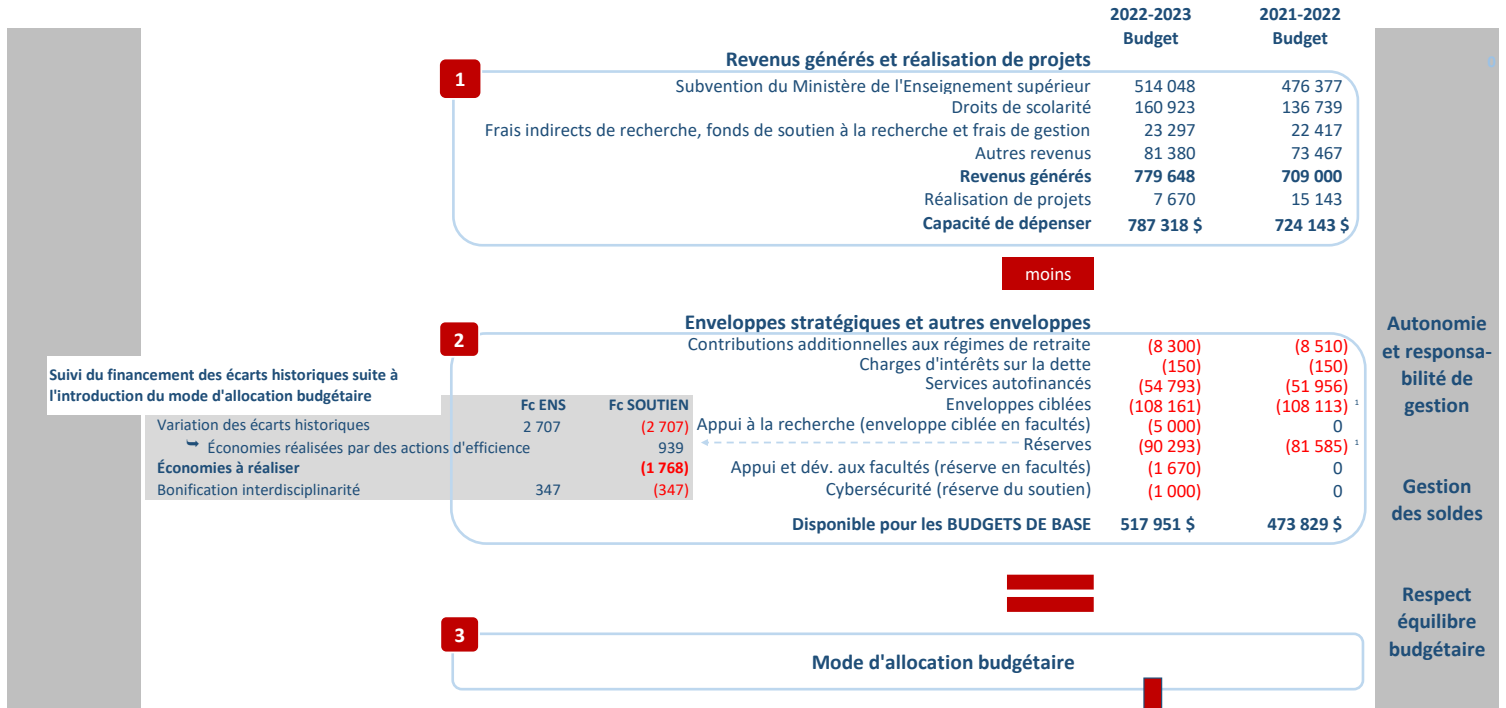 2022-2023 2021-2022
Budget Budget
Revenus générés et réalisation de projets
1
0
Subvention du Ministère de l'Enseignement supérieur 514 048 476 377
Droits de scolarité 160 923 136 739
Frais indirects de recherche, fonds de soutien à la recherche et frais de gestion 23 297 22 417
Autres revenus 81 380 73 467
Revenus générés 779 648 709 000
Réalisation de projets 7 670 15 143
Capacité de dépenser 787 318 $ 724 143 $
moins
Enveloppes stratégiques et autres enveloppes
2
Contributions additionnelles aux régimes de retraite (8 300) (8 510)
Charges d'intérêts sur la dette (150) (150)
Services autofinancés (54 793) (51 956)
Enveloppes ciblées (108 161) (108 113) 1
Appui à la recherche (enveloppe ciblée en facultés) (5 000) 0
Réserves (90 293) (81 585) 1
Appui et dév. aux facultés (réserve en facultés) (1 670) 0
Cybersécurité (réserve du soutien) (1 000) 0
Disponible pour les BUDGETS DE BASE 517 951 $ 473 829 $
Suivi du financement des écarts historiques suite à
l'introduction du mode d'allocation budgétaire
Fc ENS Fc SOUTIEN
Variation des écarts historiques 2 707 (2 707)
Économies réalisées par des actions d'efficience 939
Économies à réaliser (1 768)
Bonification interdisciplinarité 347 (347)
3
Mode d'allocation budgétaire
Autonomie
et responsa-
bilité de
gestion
Gestion
des soldes
Respect
équilibre
budgétaire